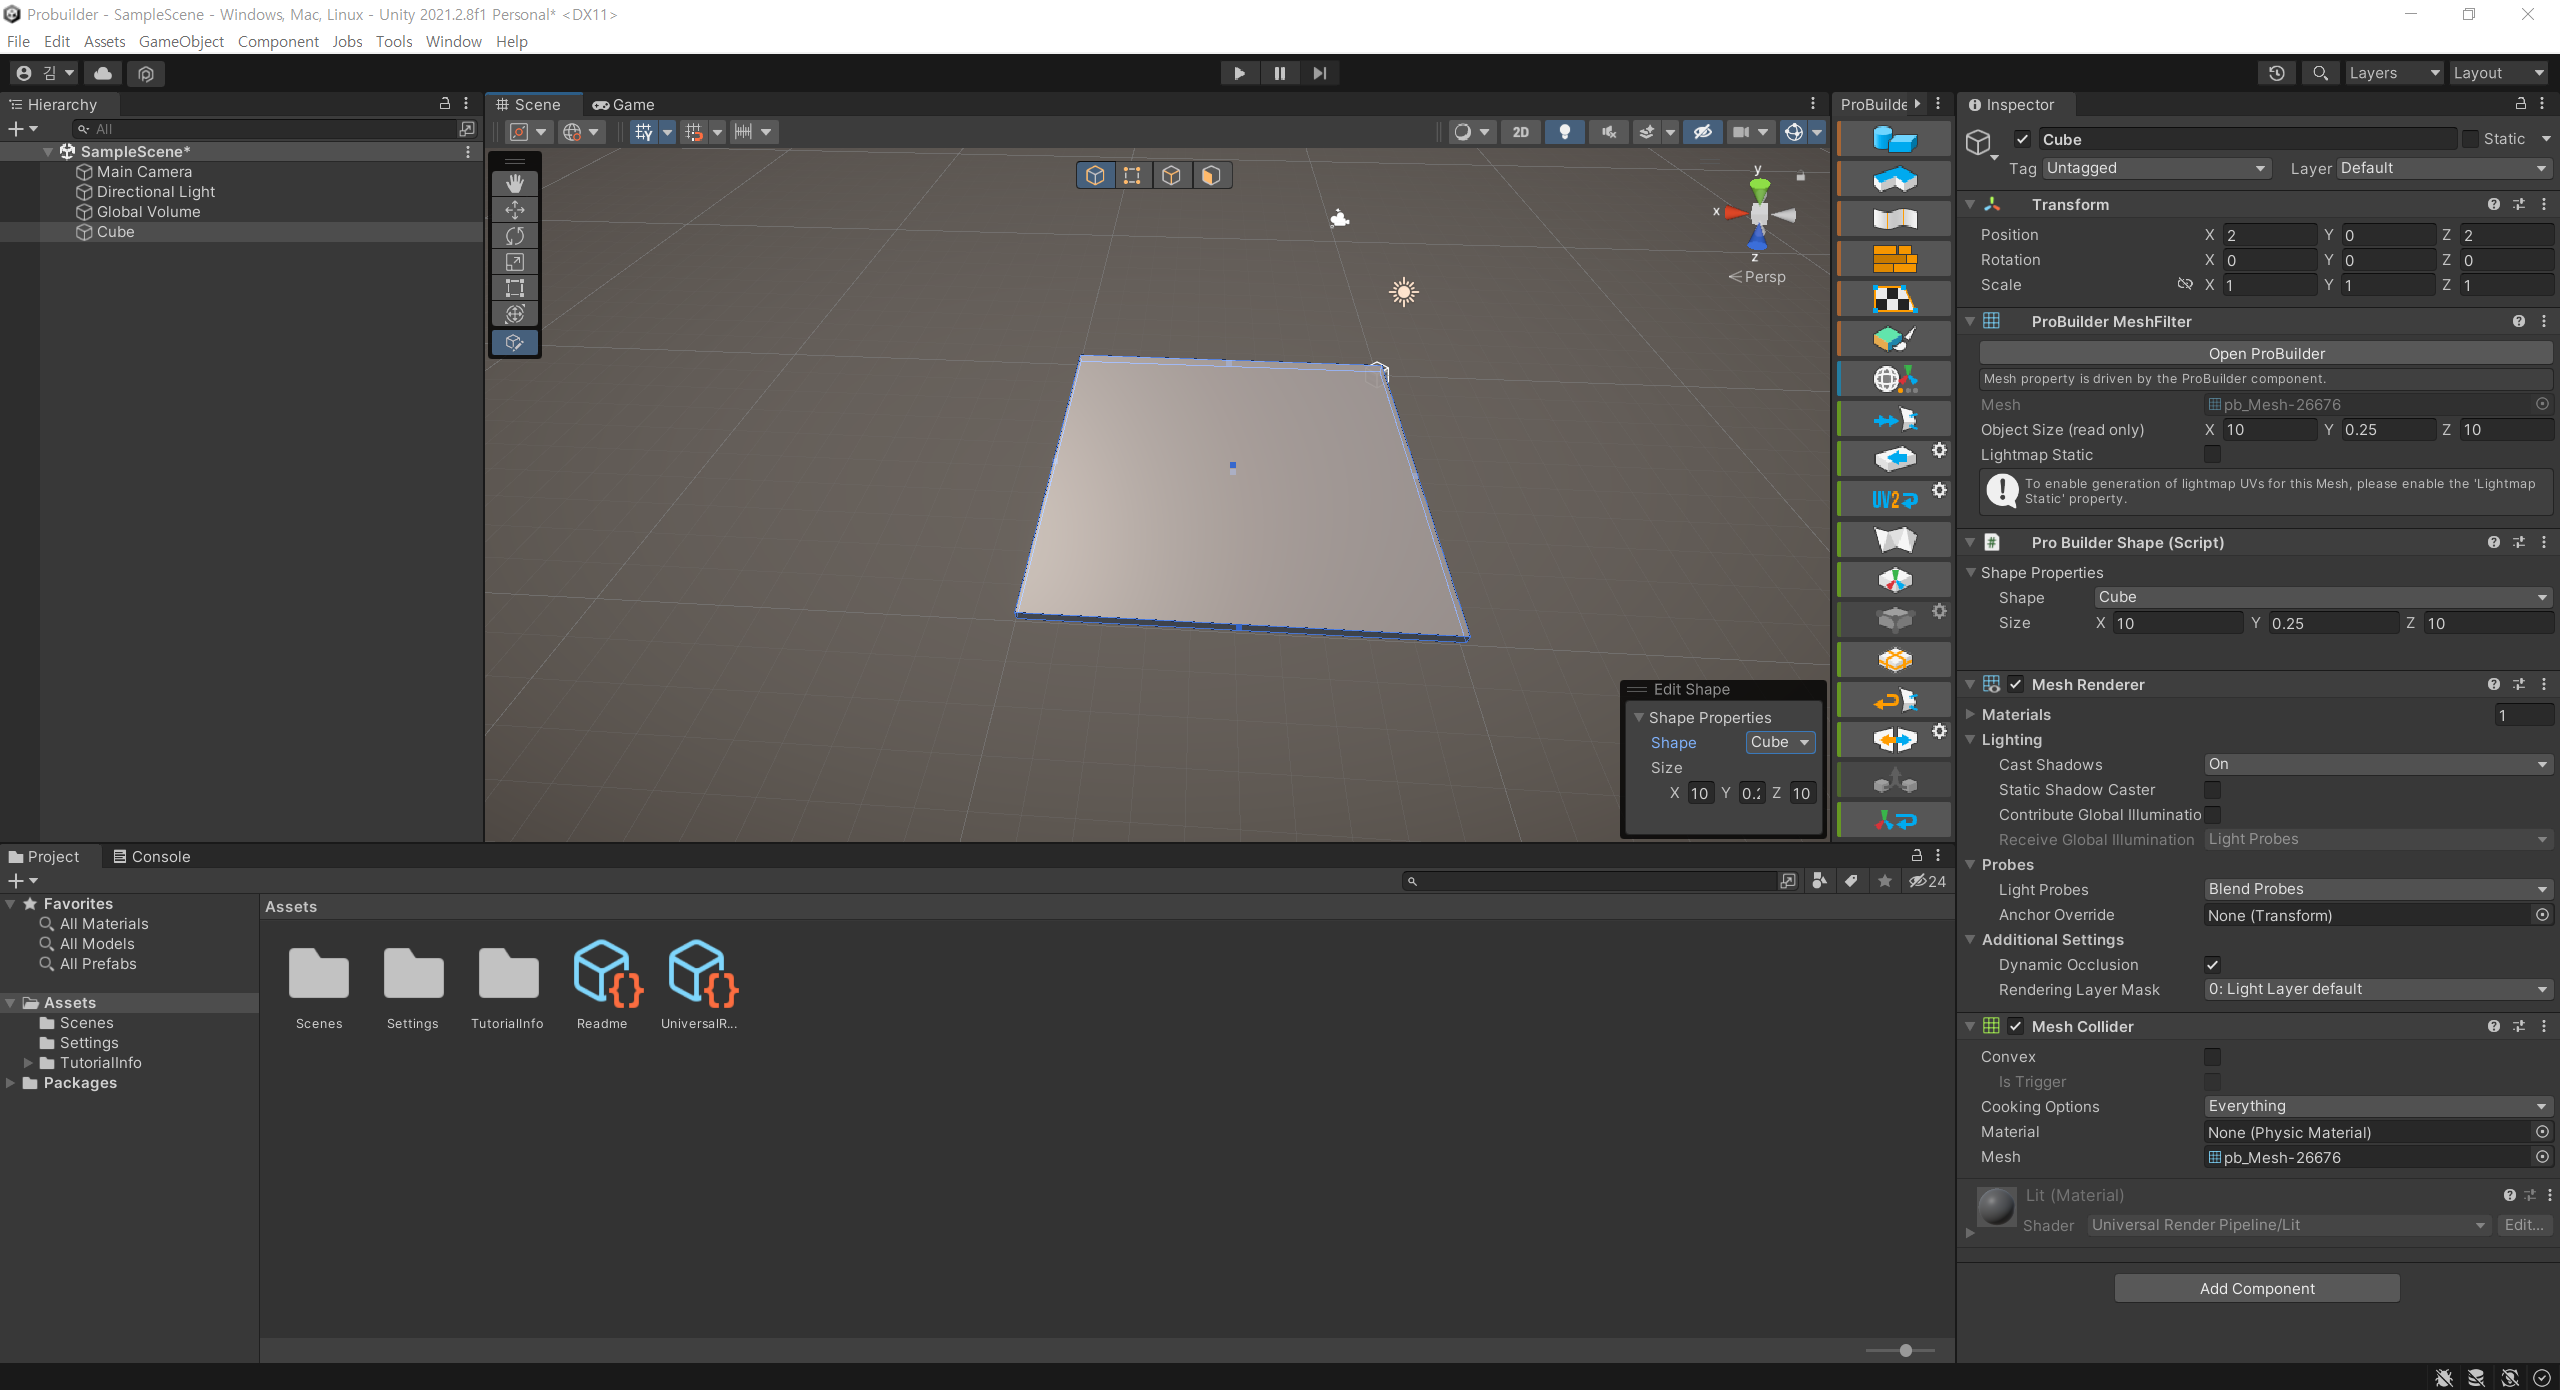 Probuilder - SampleScene - Windows, Mac, Linux - Unity 2021.2.8f1 Personal* <DX11>
File Edit Assets GameObject Component Jobs Tools Window Help
김
Layers Layout
Hierarchy
All
SampleScene*
Main Camera
Directional Light
Global Volume
Cube
Scene Game
2D
y
x
z
Persp
Edit Shape
Shape Properties
Shape Cube
Size
X 10 Y 0.2 Z 10
ProBuilde
UV2
Inspector
Cube Static
Tag Untagged Layer Default
Transform
Position X 2 Y 0 Z 2
Rotation X 0 Y 0 Z 0
Scale X 1 Y 1 Z 1
ProBuilder MeshFilter
Open ProBuilder
Mesh property is driven by the ProBuilder component.
Mesh pb_Mesh-26676
Object Size (read only) X 10 Y 0.25 Z 10
Lightmap Static
To enable generation of lightmap UVs for this Mesh, please enable the 'Lightmap
Static' property.
Pro Builder Shape (Script)
Shape Properties
Shape Cube
Size X 10 Y 0.25 Z 10
Mesh Renderer
Materials 1
Lighting
Cast Shadows On
Static Shadow Caster
Contribute Global Illuminatio
Receive Global Illumination Light Probes
Probes
Light Probes Blend Probes
Anchor Override None (Transform)
Additional Settings
Dynamic Occlusion
Rendering Layer Mask 0: Light Layer default
Mesh Collider
Convex
Is Trigger
Cooking Options Everything
Material None (Physic Material)
Mesh pb_Mesh-26676
Lit (Material)
Shader Universal Render Pipeline/Lit Edit...
Add Component
Project Console
24
Favorites
All Materials
All Models
All Prefabs
Assets
Scenes
Settings
TutorialInfo
Packages
Assets
Scenes Settings TutorialInfo Readme UniversalR...